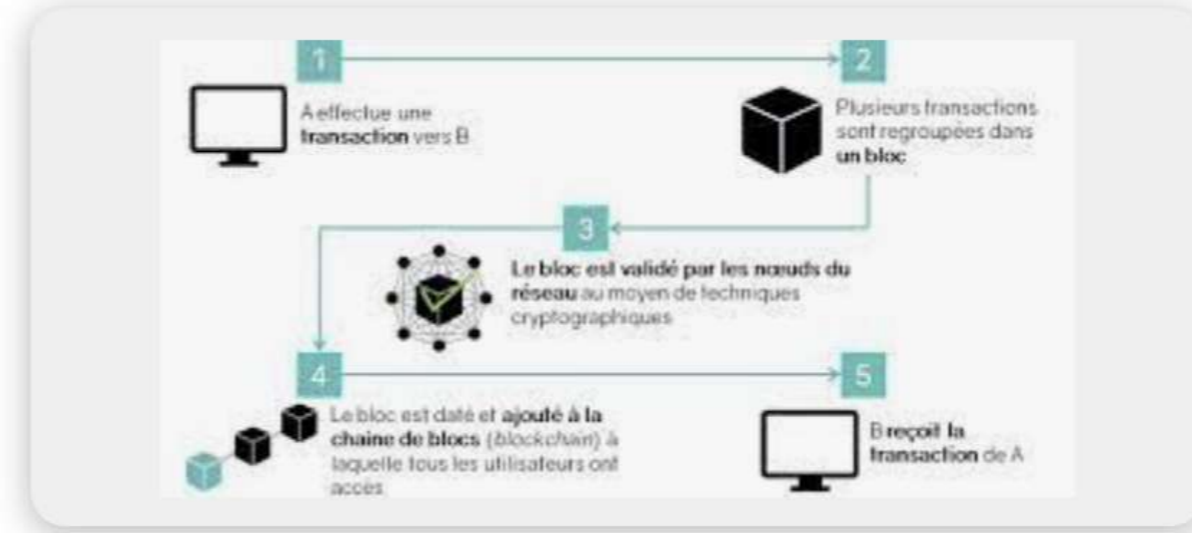 1
A effectue une
transaction vers B
2
Plusieurs transactions
sont regroupées dans
un bloc
3
Le bloc est validé par les nœuds du
réseau au moyen de techniques
cryptographiques
4
Le bloc est daté et ajouté à la
chaine de blocs (blockchain) à
laquelle tous les utilisateurs ont
accès
5
B reçoit la
transaction de A